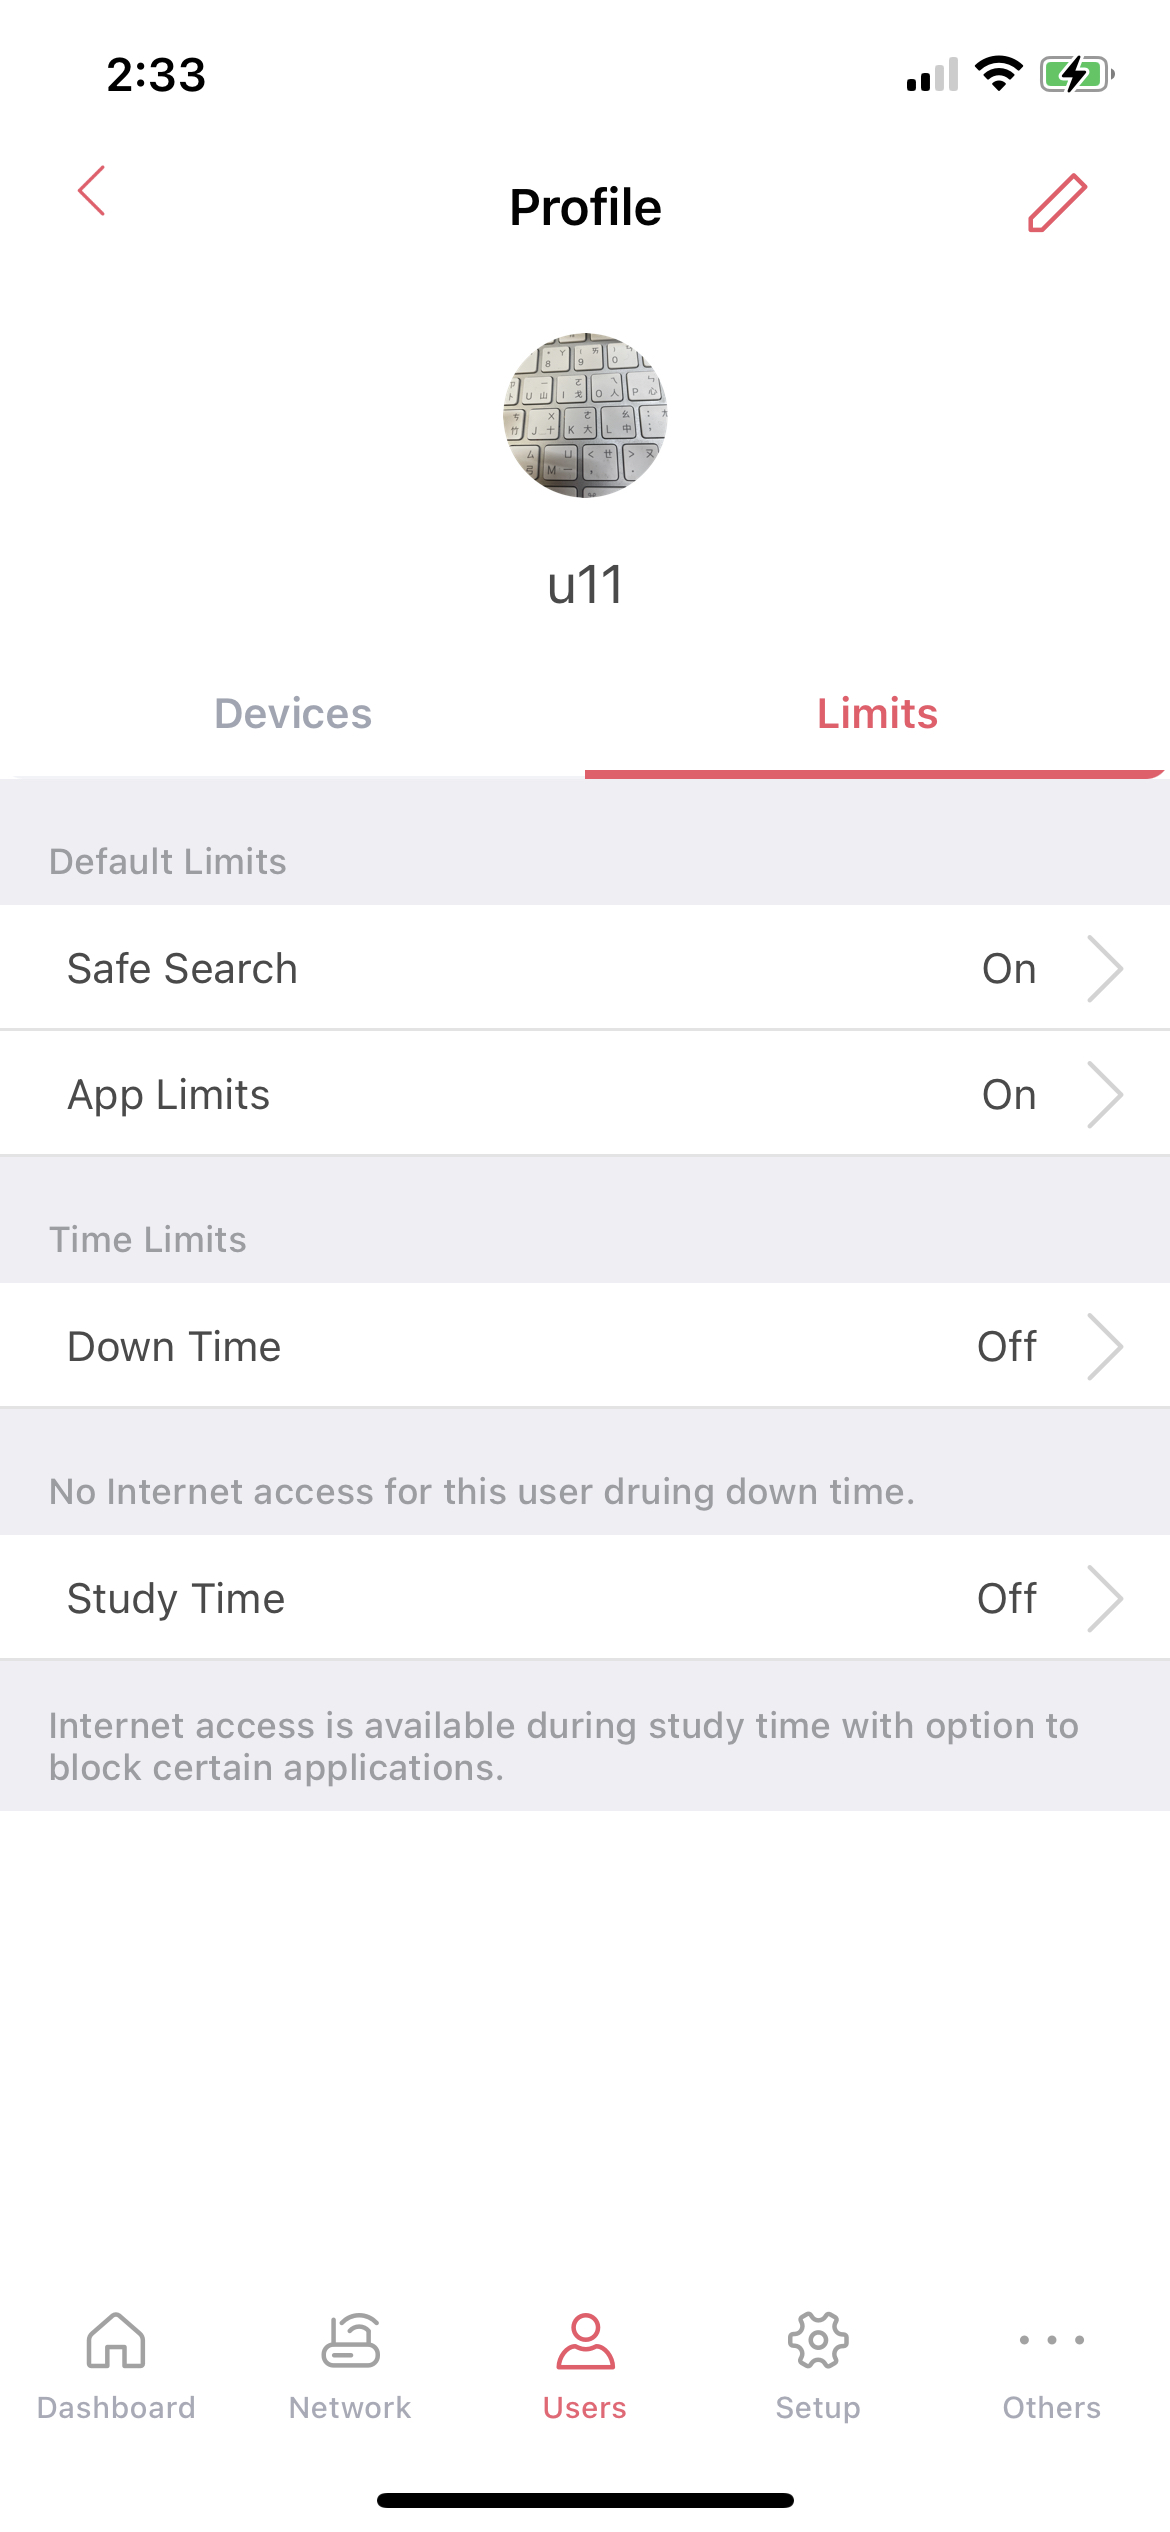 2:33
Profile
u11
Devices
Limits
Default Limits
Safe Search On
App Limits On
Time Limits
Down Time Off
No Internet access for this user druing down time.
Study Time Off
Internet access is available during study time with option to
block certain applications.
Dashboard Network Users Setup Others